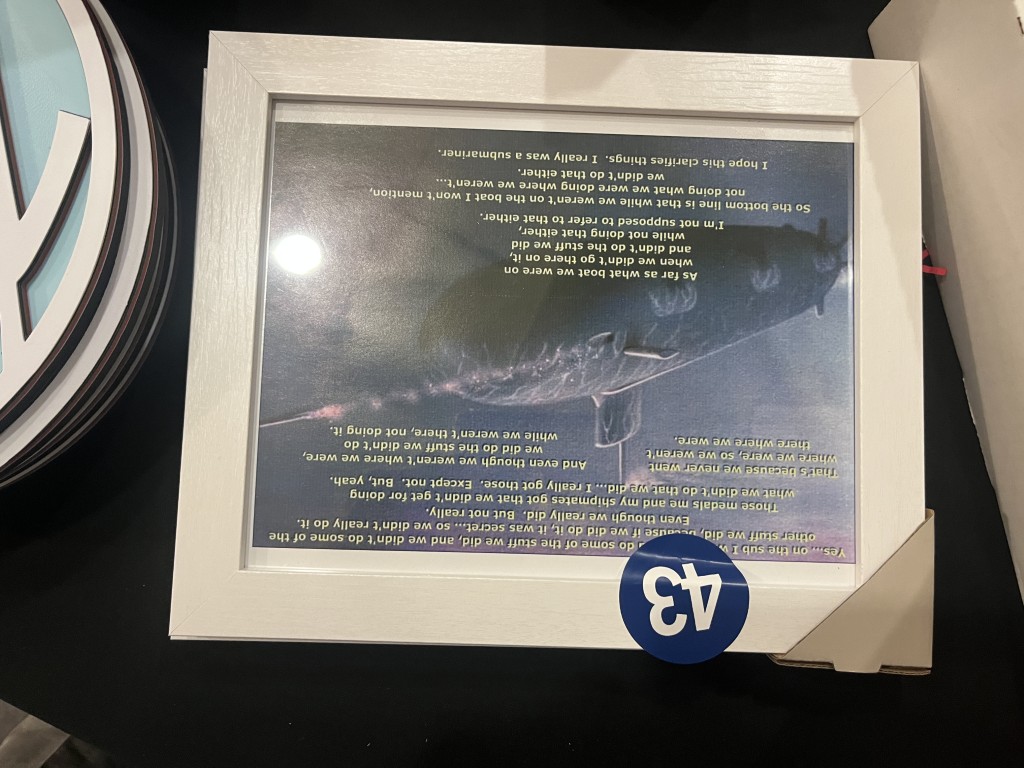 Yes... on the sub I do some of the stuff we did, and we didn't do some of the
other stuff we did, because if we did do it, it was secret... so we didn't really do it.
Even though we really did. But not really.
Those medals me and my shipmates got that we didn't get for doing
what we didn't do that we did... I really got those. Except not. But, yeah.
That's because we never went
where we were, so we weren't
there where we were,
And even though we weren't where we were,
we did do the stuff we didn't do
while we weren't there, not doing it.
As far as what boat we were on
when we didn't go there on it,
and didn't do the stuff we did
while not doing that either,
I'm not supposed to refer to that either.
So the bottom line is that while we weren't on the boat I won't mention,
not doing what we were doing where we weren't...
we didn't do that either.
I hope this clarifies things. I really was a submariner.
43